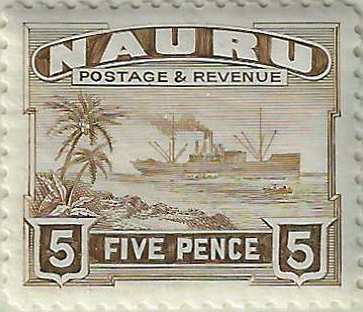 NAURU
POSTAGE & REVENUE
5 FIVE PENCE 5